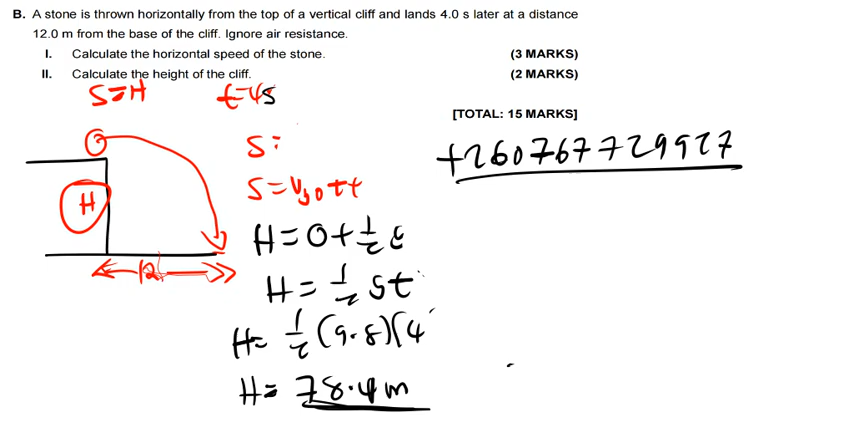 B. A stone is thrown horizontally from the top of a vertical cliff and lands 4.0 s later at a distance
12.0 m from the base of the cliff. Ignore air resistance.
I. Calculate the horizontal speed of the stone. (3 MARKS)
II. Calculate the height of the cliff. (2 MARKS)
[TOTAL: 15 MARKS]
S=H t=4s
+260767729927
S=
H
H=0+½
12
H=½ gt
H=½(9.8)(4
H=78.4m